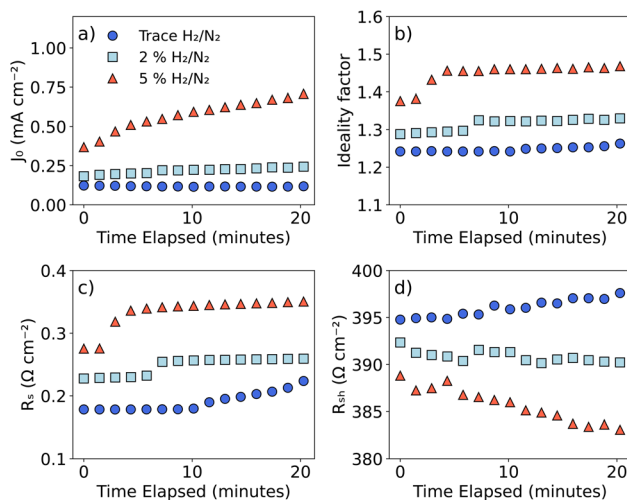 a)
Trace H₂/N₂
2 % H₂/N₂
5 % H₂/N₂
J₀ (mA cm⁻²)
1.00
0.75
0.50
0.25
0.00
0 10 20
Time Elapsed (minutes)
b)
Ideality factor
1.6
1.5
1.4
1.3
1.2
1.1
0 10 20
Time Elapsed (minutes)
c)
Rₛ (Ω cm⁻²)
0.4
0.3
0.2
0.1
0 10 20
Time Elapsed (minutes)
d)
Rₛₕ (Ω cm⁻²)
400
395
390
385
380
0 10 20
Time Elapsed (minutes)